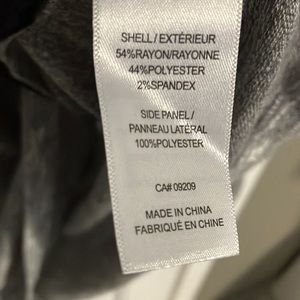 SHELL/EXTÉRIEUR
54%RAYON/RAYONNE
44%POLYESTER
2%SPANDEX
SIDE PANEL/
PANNEAU LATÉRAL
100%POLYESTER
CA# 09209
MADE IN CHINA
FABRIQUÉ EN CHINE